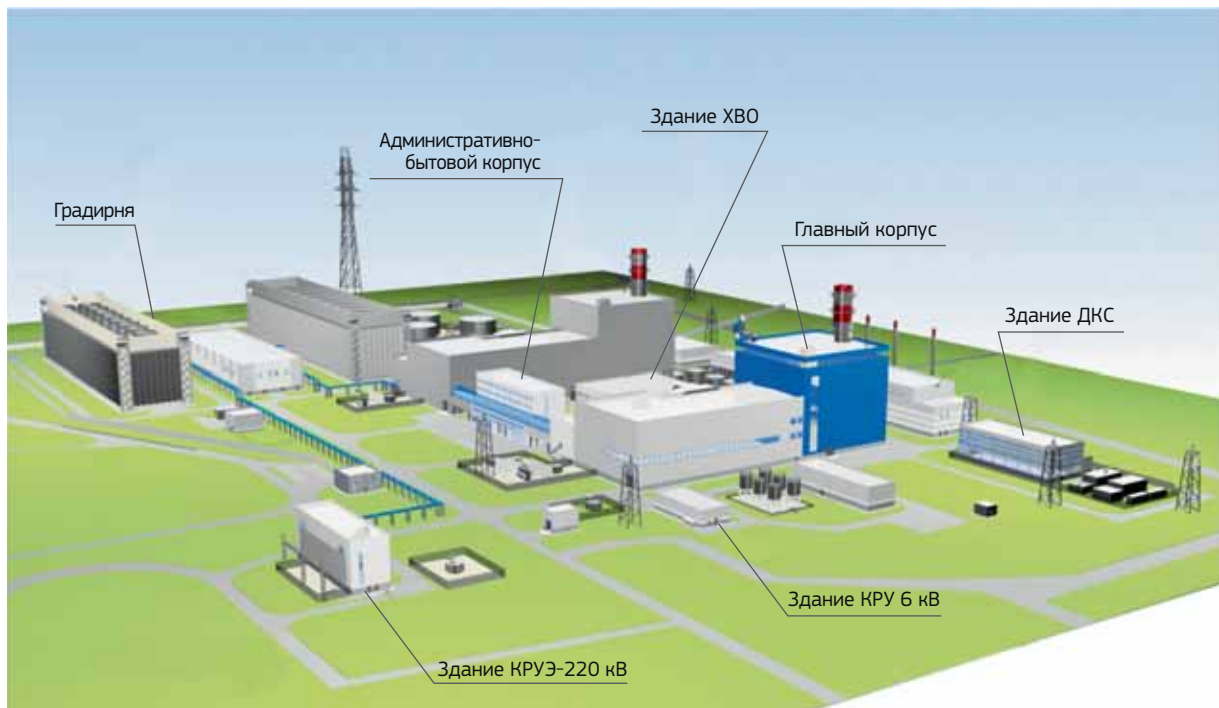 Здание ХВО
Административно-
бытовой корпус
Градирня
Главный корпус
Здание ДКС
Здание КРУ 6 кВ
Здание КРУЭ-220 кВ